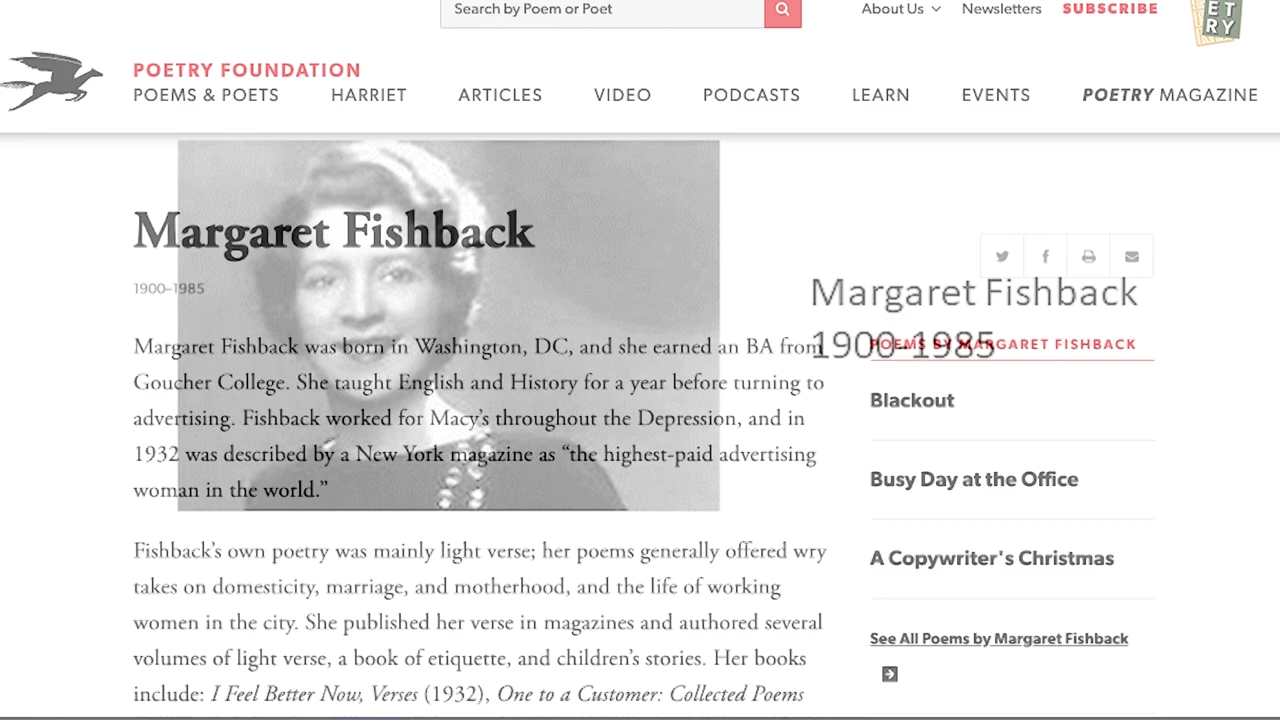 Search by Poem or Poet
About Us
Newsletters
SUBSCRIBE
ET
RY
POETRY FOUNDATION
POEMS & POETS
HARRIET
ARTICLES
VIDEO
PODCASTS
LEARN
EVENTS
POETRY MAGAZINE
Margaret Fishback
1900–1985
Margaret Fishback was born in Washington, DC, and she earned an BA from
Goucher College. She taught English and History for a year before turning to
advertising. Fishback worked for Macy’s throughout the Depression, and in
1932 was described by a New York magazine as “the highest-paid advertising
woman in the world.”
Fishback’s own poetry was mainly light verse; her poems generally offered wry
takes on domesticity, marriage, and motherhood, and the life of working
women in the city. She published her verse in magazines and authored several
volumes of light verse, a book of etiquette, and children’s stories. Her books
include: I Feel Better Now, Verses (1932), One to a Customer: Collected Poems
Margaret Fishback
1900-1985
POEMS BY MARGARET FISHBACK
Blackout
Busy Day at the Office
A Copywriter's Christmas
See All Poems by Margaret Fishback